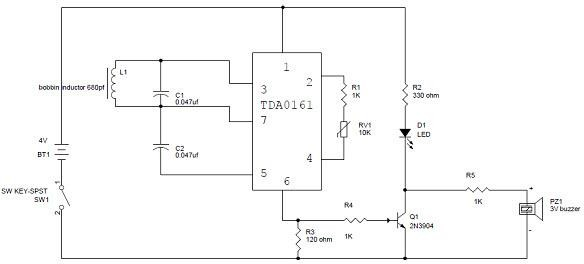 1
2
R1
1K
R2
330 ohm
L1
bobbin inductor 680pf
C1
0.047uf
3
TDA0161
7
RV1
10K
D1
LED
4V
BT1
C2
0.047uf
4
5
6
SW KEY-SPST
SW1
1
2
R5
1K
+
PZ1
3V buzzer
-
R4
1K
Q1
2N3904
R3
120 ohm